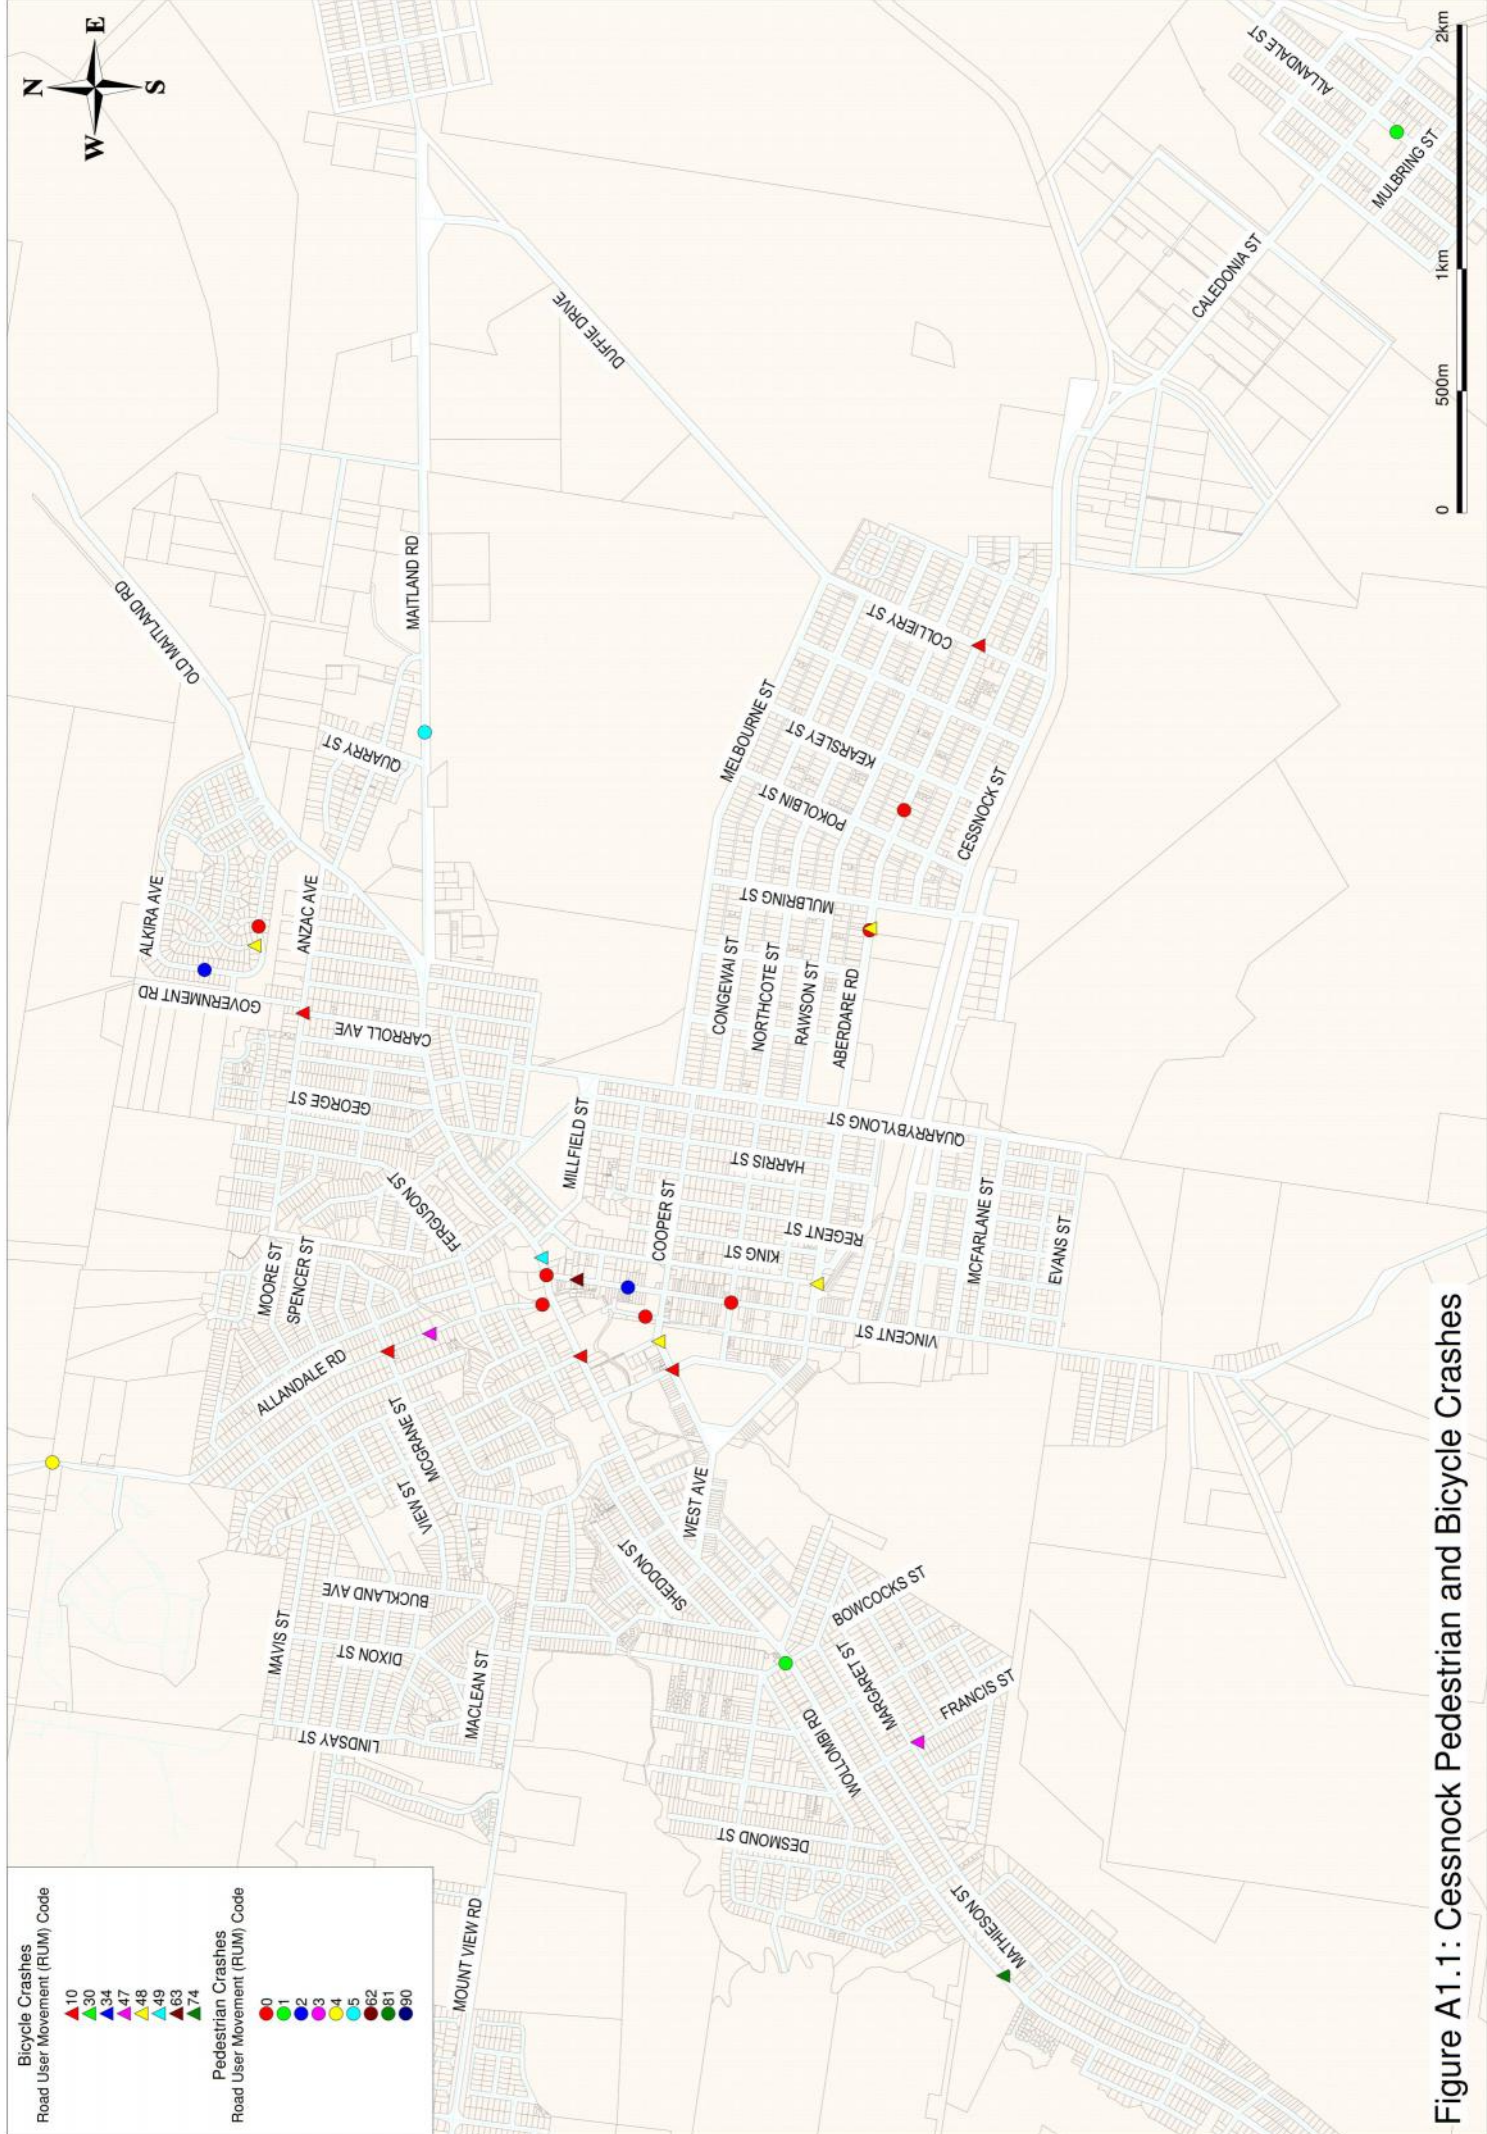 Bicycle Crashes
Road User Movement (RUM) Code
10
30
34
47
48
49
63
74
Pedestrian Crashes
Road User Movement (RUM) Code
0
1
2
3
4
5
62
81
90
N
E
S
W
OLD MAITLAND RD
MAITLAND RD
QUARRY ST
DUFFIE DRIVE
ALKIRA AVE
ANZAC AVE
GOVERNMENT RD
CARROLL AVE
GEORGE ST
FERGUSON ST
MOORE ST
SPENCER ST
ALLANDALE RD
MCGRANE ST
VIEW ST
BUCKLAND AVE
MAVIS ST
DIXON ST
LINDSAY ST
MACLEAN ST
MOUNT VIEW RD
MILLFIELD ST
COOPER ST
KING ST
HARRIS ST
REGENT ST
VINCENT ST
QUARRYBYLONG ST
MCFARLANE ST
EVANS ST
CONGEWAI ST
NORTHCOTE ST
RAWSON ST
ABERDARE RD
MULBRING ST
MELBOURNE ST
POKOLBIN ST
KEARSLEY ST
COLLIERY ST
CESSNOCK ST
CALEDONIA ST
MULBRING ST
ALLANDALE ST
WEST AVE
SHEDDON ST
BOWCOCKS ST
MARGARET ST
FRANCIS ST
WOLLOMBI RD
DESMOND ST
MATHIESON ST
0
500m
1km
2km
Figure A1.1: Cessnock Pedestrian and Bicycle Crashes